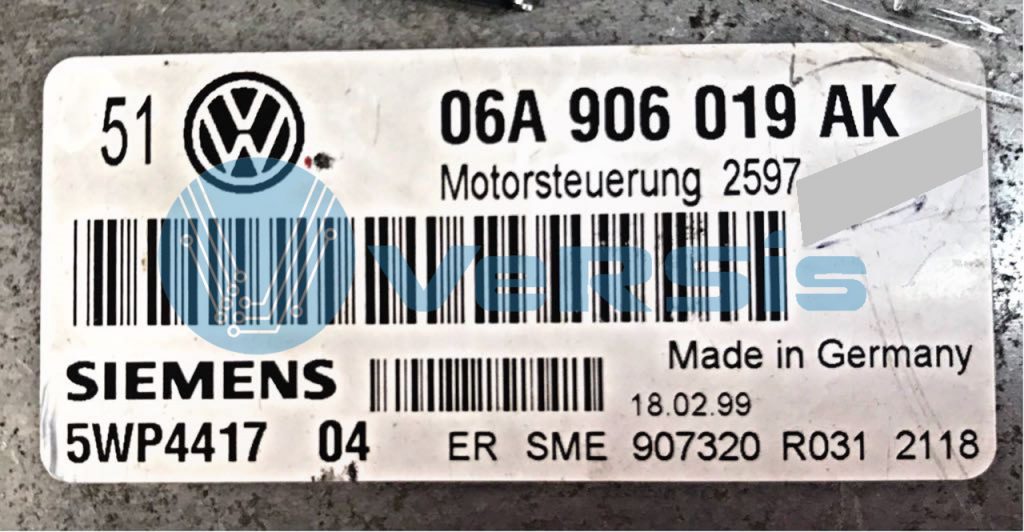 51 VW 06A 906 019 AK
Motorsteuerung 2597
VeRSis
Made in Germany
SIEMENS
18.02.99
5WP4417 04 ER SME 907320 R031 2118